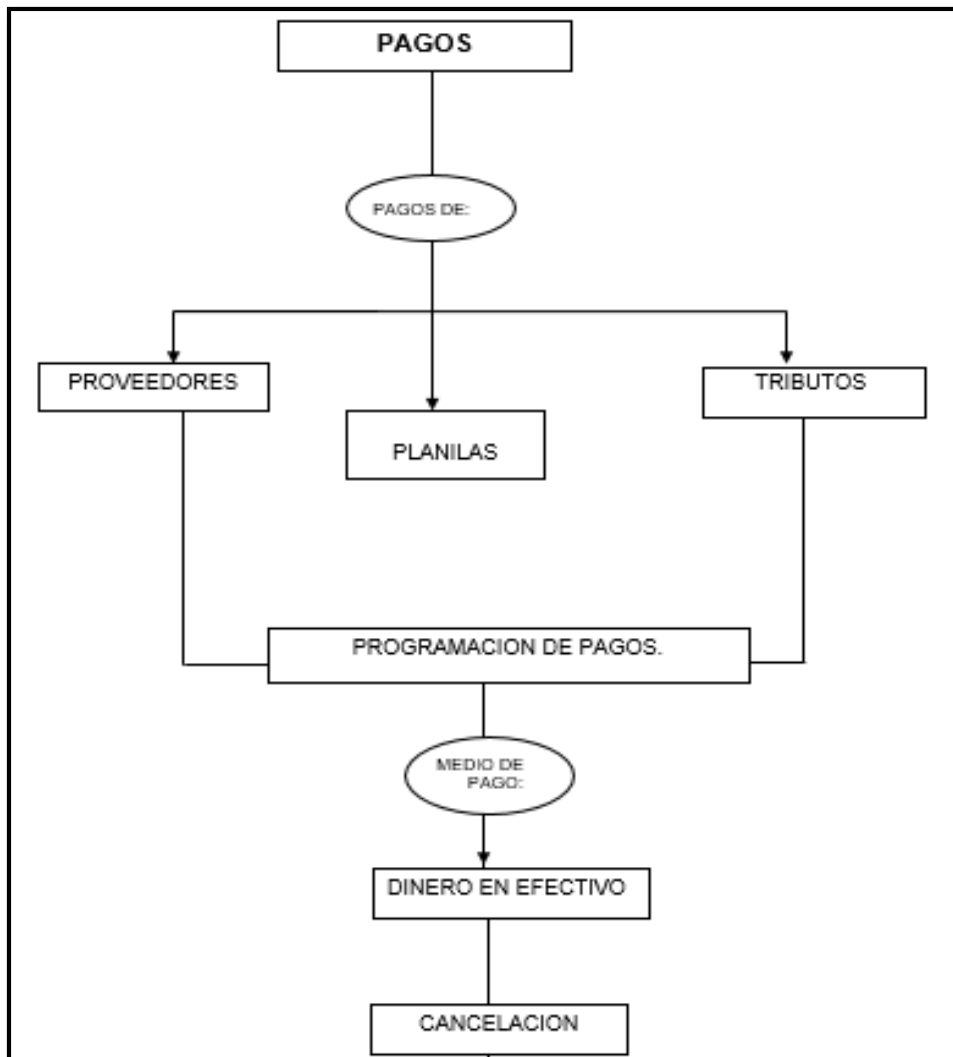 PAGOS
PAGOS DE:
PROVEEDORES
TRIBUTOS
PLANILAS
PROGRAMACION DE PAGOS.
MEDIO DE
PAGO:
DINERO EN EFECTIVO
CANCELACION